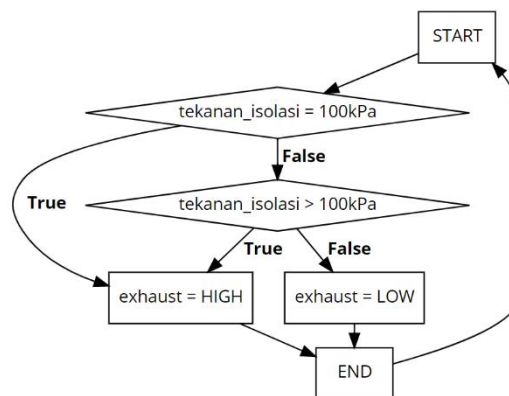 START
tekanan_isolasi = 100kPa
False
tekanan_isolasi > 100kPa
True
True
False
exhaust = HIGH
exhaust = LOW
END